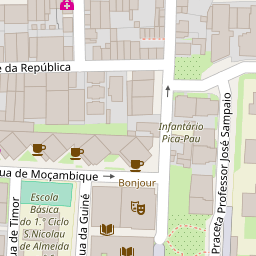 e da República
Infantário
Pica-Pau
Praceta Professor José Sampaio
ua de Moçambique
Bonjour
Escola
Básica
do 1.º Ciclo
S.Nicolau
de Almeida
ua de Timor
ua da Guiné